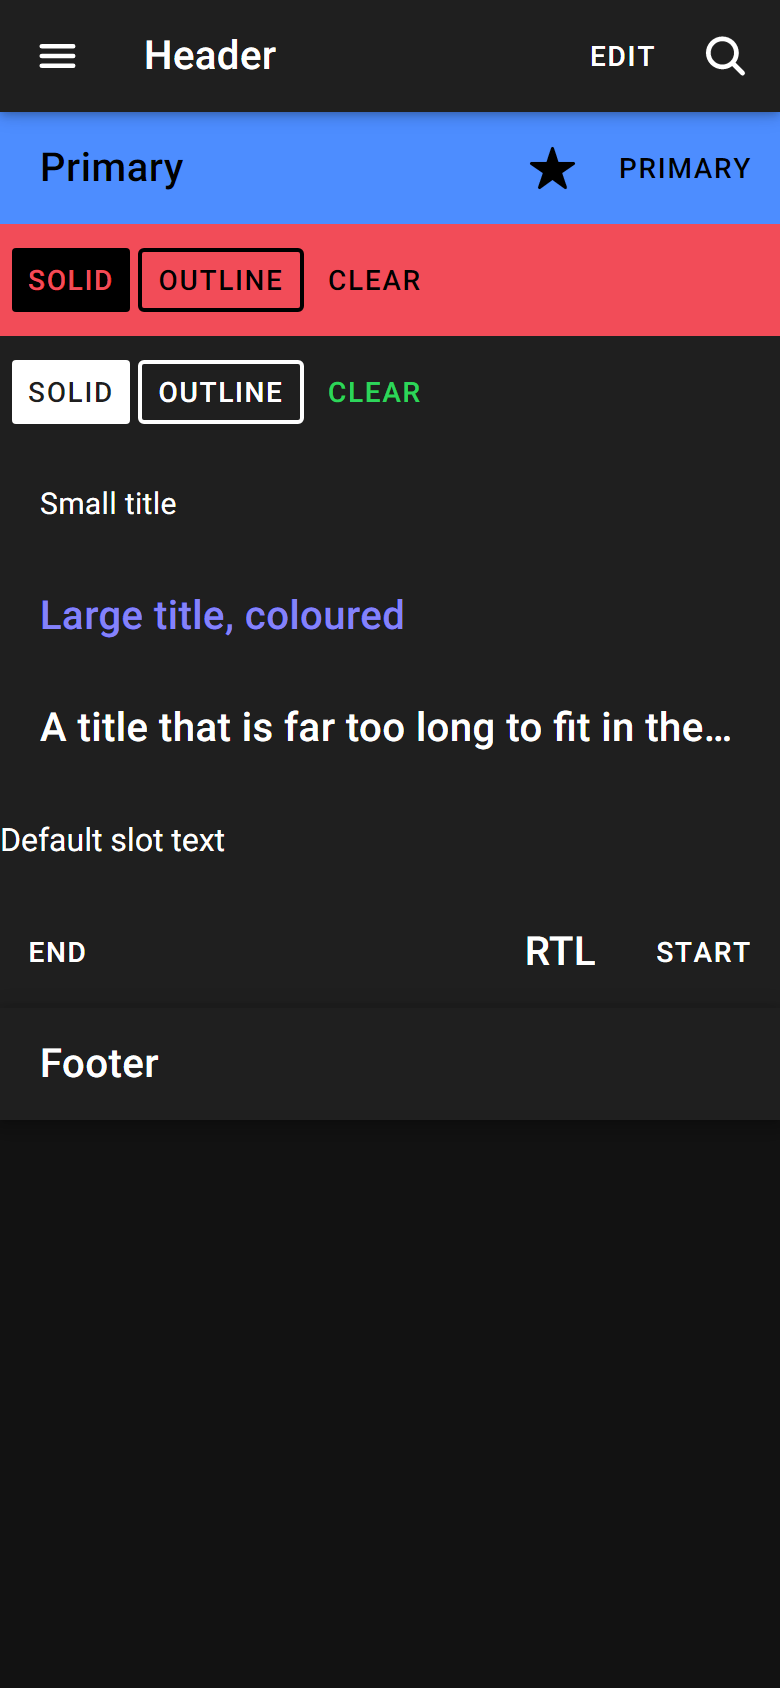 Header EDIT
Primary PRIMARY
SOLID OUTLINE CLEAR
SOLID OUTLINE CLEAR
Small title
Large title, coloured
A title that is far too long to fit in the…
Default slot text
END RTL START
Footer